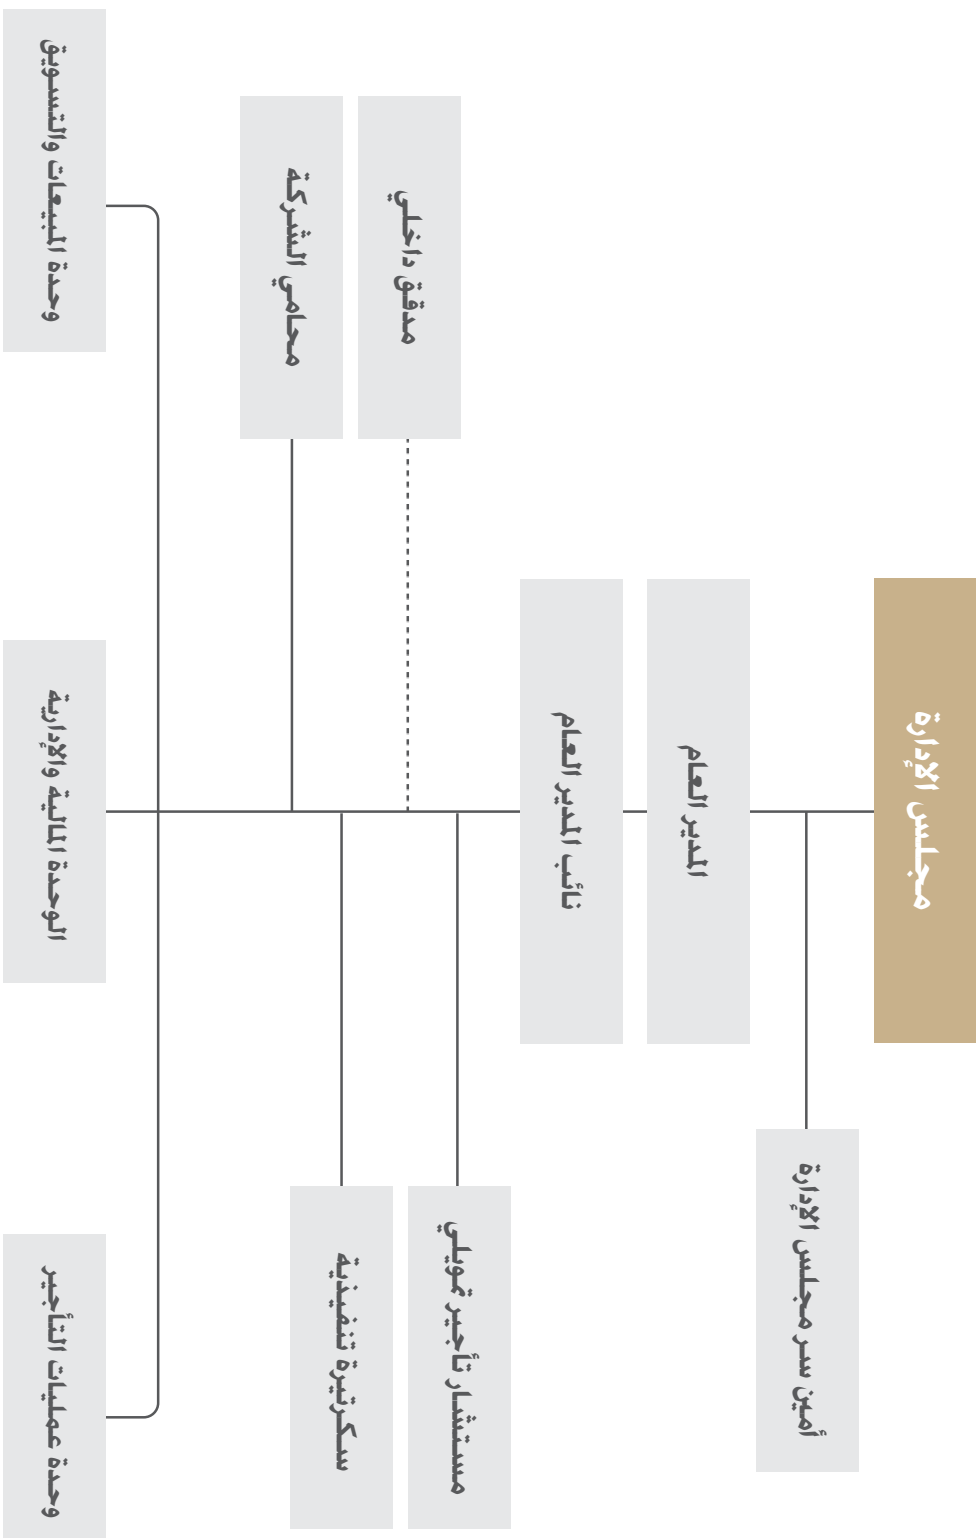 مجلس الإدارة
أمين سر مجلس الإدارة
المدير العام
نائب المدير العام
مستشار تأجير تمويلي
مدقق داخلي
سكرتيرة تنفيذية
محامي الشركة
وحدة عمليات التأجير
الوحدة المالية والإدارية
وحدة المبيعات والتسويق